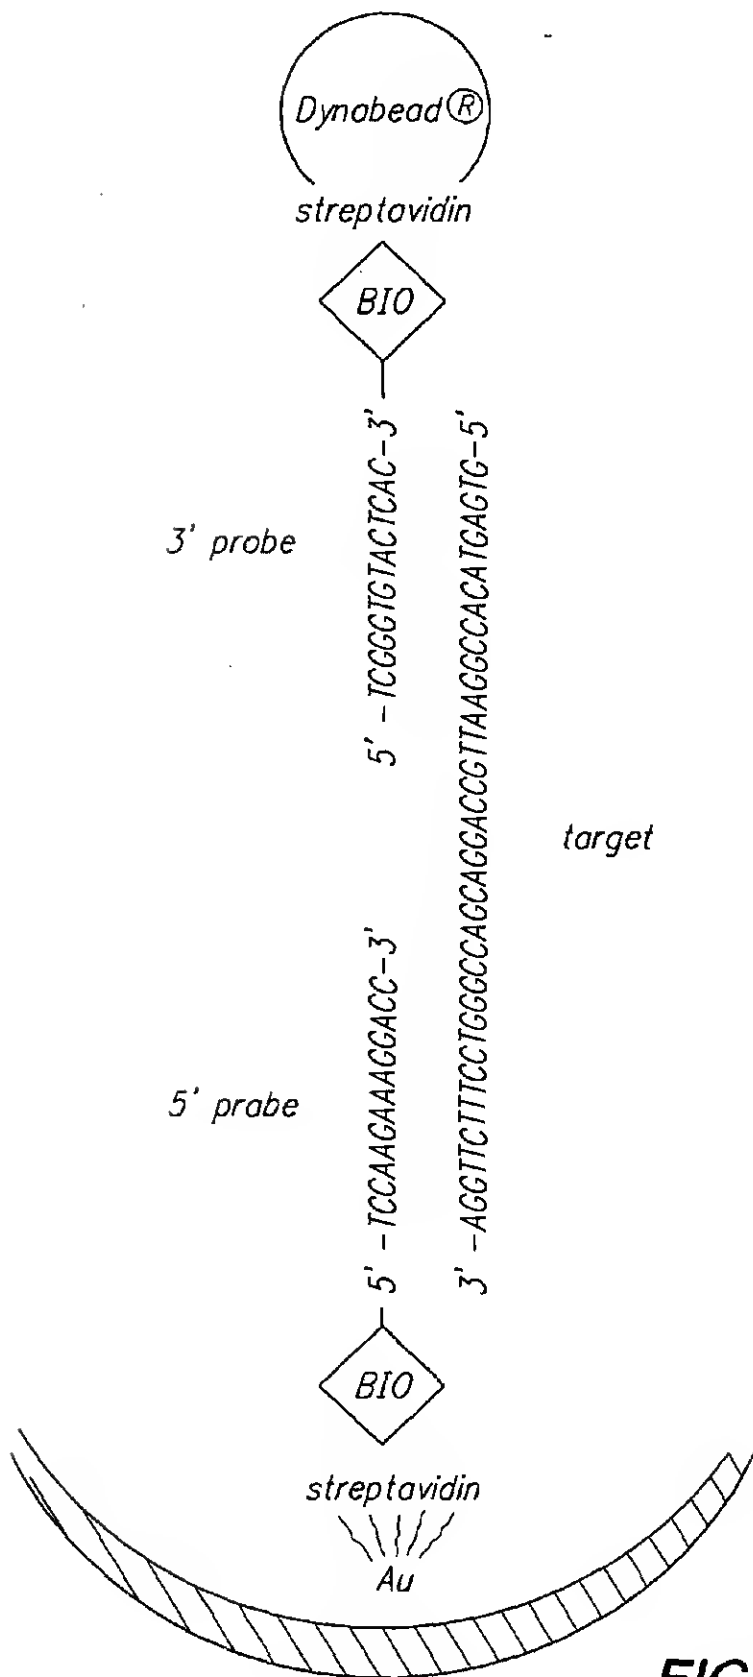 Dynabead®
streptavidin
BIO
3' probe
5' -TCGGGTGTACTCAC-3'
3' -AGGTTCTTTCCTGGGCCAGCAGGACCGTTAAGGCCACATGAGTG-5'
target
5' probe
5' -TCCAAGAAAGGACC-3'
BIO
streptavidin
Au